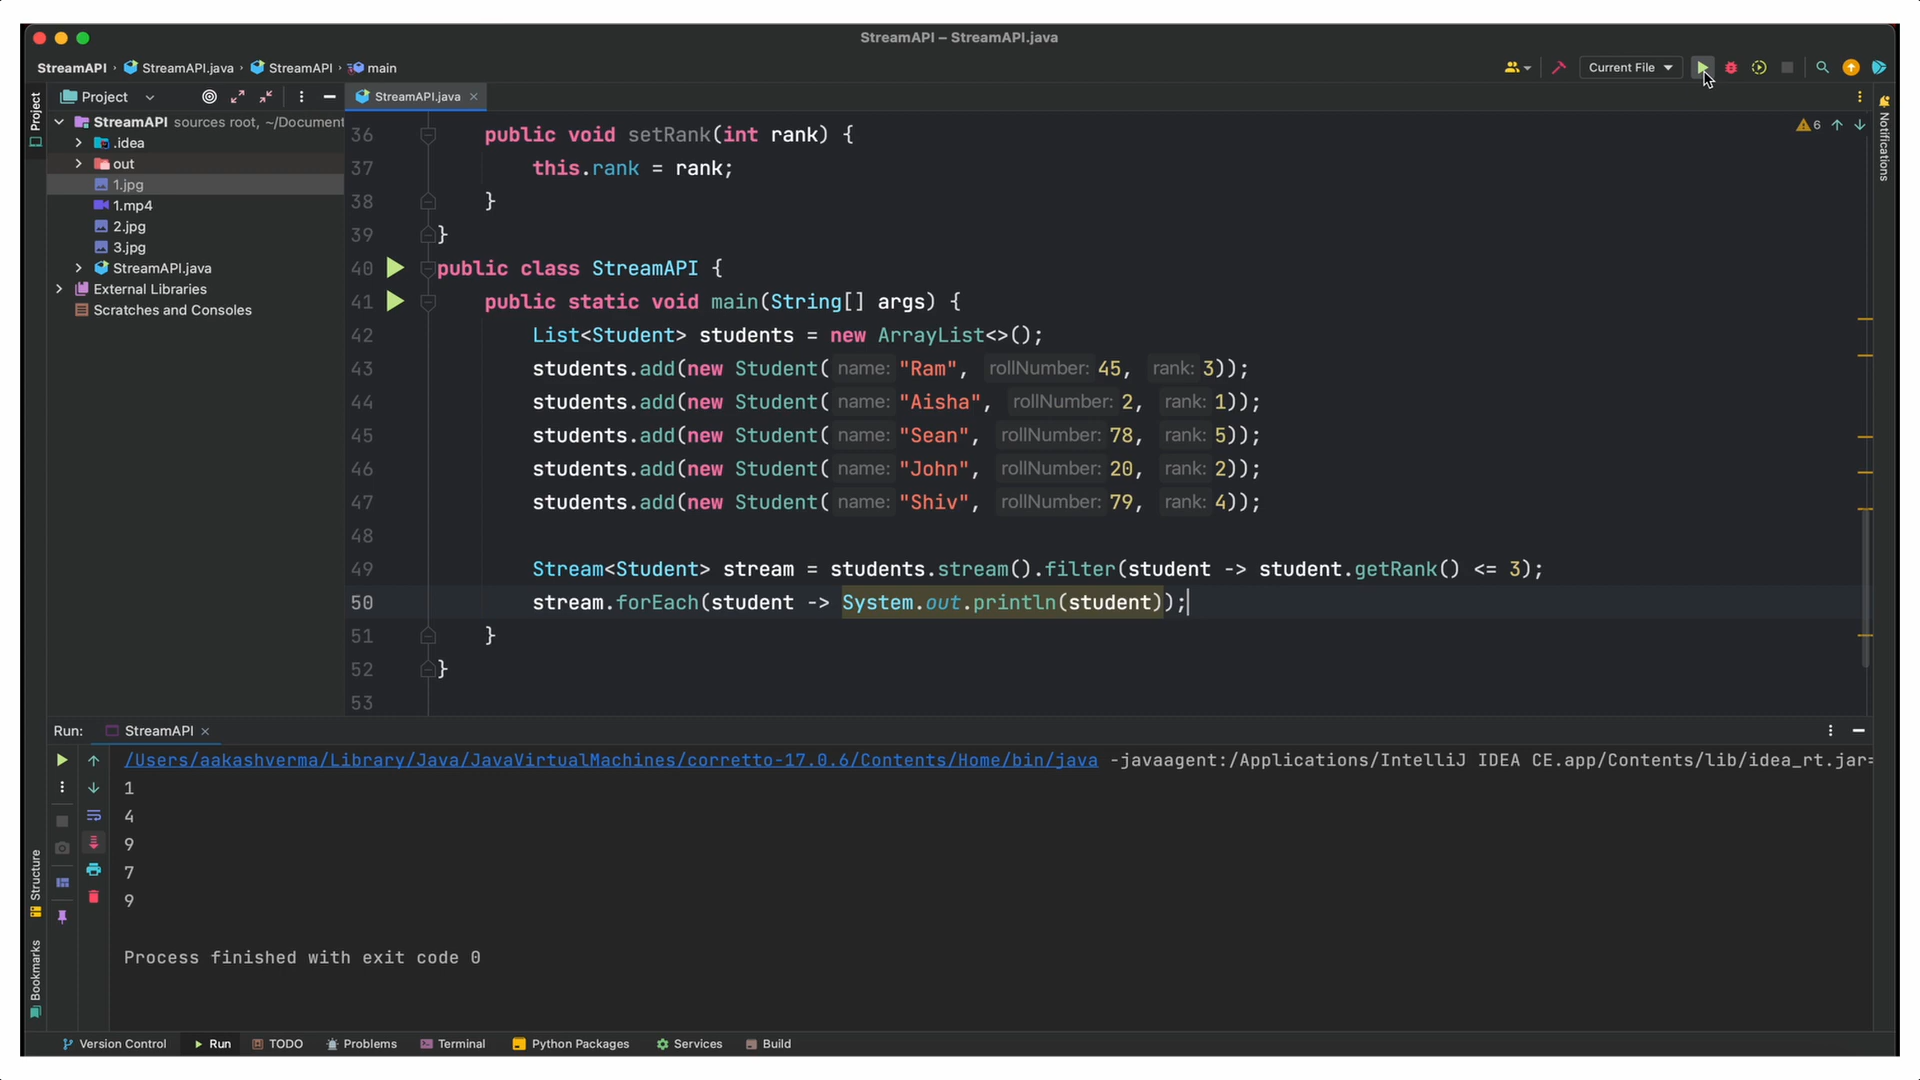 StreamAPI – StreamAPI.java
StreamAPI › StreamAPI.java › StreamAPI › main
Current File
Project
StreamAPI.java
Project
StreamAPI sources root, ~/Document
.idea
out
1.jpg
1.mp4
2.jpg
3.jpg
StreamAPI.java
External Libraries
Scratches and Consoles
6
Notifications
36 public void setRank(int rank) {
37 this.rank = rank;
38 }
39 }
40 public class StreamAPI {
41 public static void main(String[] args) {
42 List<Student> students = new ArrayList<>();
43 students.add(new Student( name: "Ram", rollNumber: 45, rank: 3));
44 students.add(new Student( name: "Aisha", rollNumber: 2, rank: 1));
45 students.add(new Student( name: "Sean", rollNumber: 78, rank: 5));
46 students.add(new Student( name: "John", rollNumber: 20, rank: 2));
47 students.add(new Student( name: "Shiv", rollNumber: 79, rank: 4));
48
49 Stream<Student> stream = students.stream().filter(student -> student.getRank() <= 3);
50 stream.forEach(student -> System.out.println(student));
51 }
52 }
53
Run: StreamAPI
/Users/aakashverma/Library/Java/JavaVirtualMachines/corretto-17.0.6/Contents/Home/bin/java -javaagent:/Applications/IntelliJ IDEA CE.app/Contents/lib/idea_rt.jar=
1
4
9
7
9
Process finished with exit code 0
Structure
Bookmarks
Version Control
Run
TODO
Problems
Terminal
Python Packages
Services
Build